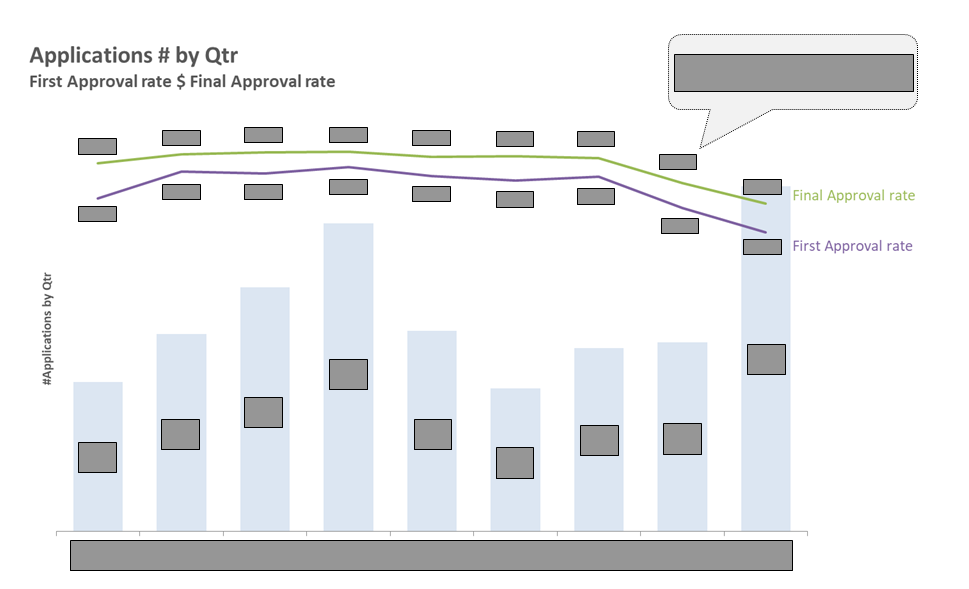 Applications # by Qtr
First Approval rate $ Final Approval rate
Final Approval rate
First Approval rate
#Applications by Qtr